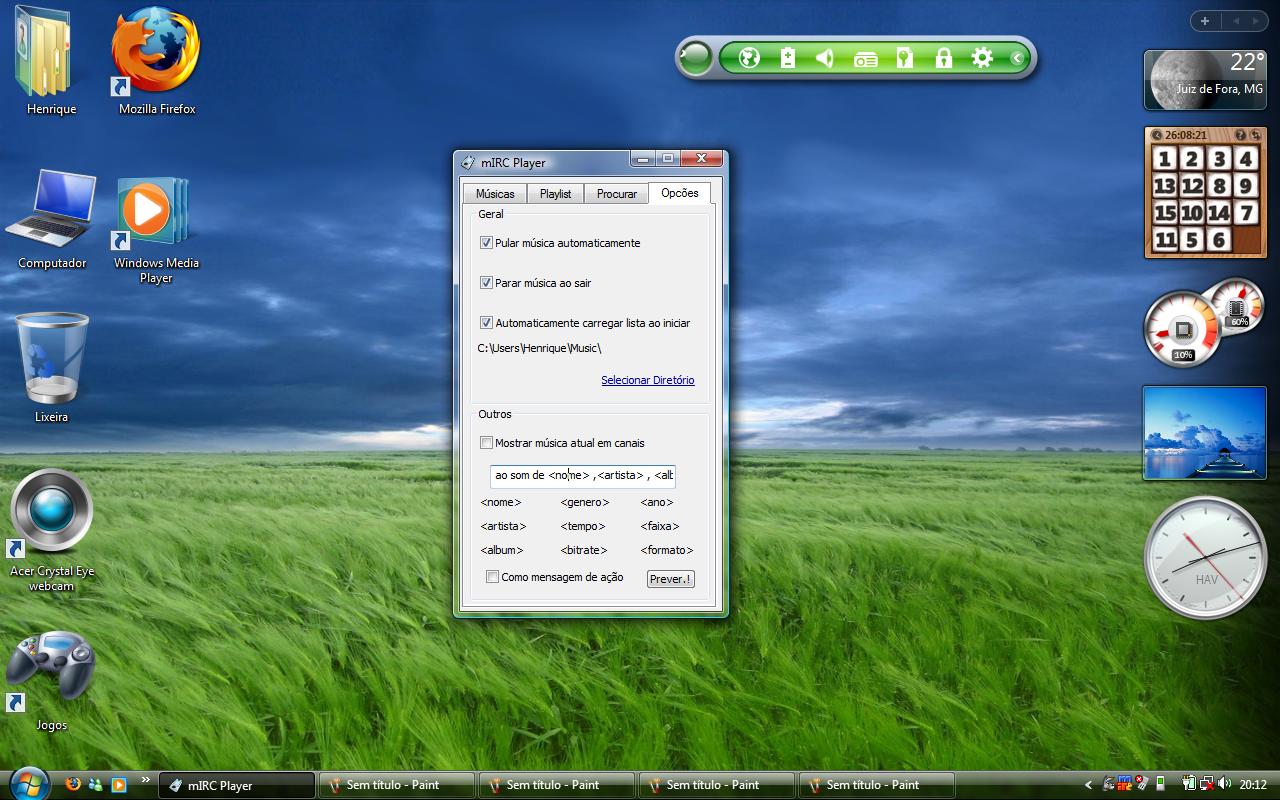 Henrique
Mozilla Firefox
Computador
Windows Media
Player
Lixeira
Acer Crystal Eye
webcam
Jogos
mIRC Player
Músicas
Playlist
Procurar
Opcões
Geral
Pular música automaticamente
Parar música ao sair
Automaticamente carregar lista ao iniciar
C:\Users\Henrique\Music\
Selecionar Diretório
Outros
Mostrar música atual em canais
ao som de <nome> ,<artista> , <alb
<nome> <genero> <ano>
<artista> <tempo> <faixa>
<album> <bitrate> <formato>
Como mensagem de ação
Prever.!
22°
Juiz de Fora, MG
26:08:21
1 2 3 4
13 12 8 9
15 10 14 7
11 5 6
60%
10%
HAV
mIRC Player
Sem título - Paint
Sem título - Paint
Sem título - Paint
Sem título - Paint
20:12